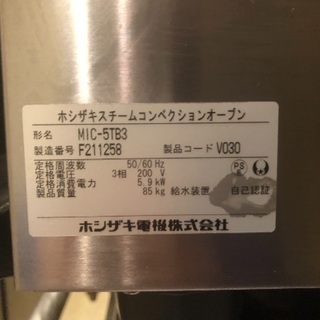 ホシザキスチームコンベクションオーブン
形名 MIC-5TB3
製造番号 F211258 製品コード V030
定格周波数 50/60 Hz
定格電圧 3相 200 V
定格消費電力 5.9 kW
製品質量 85 kg 給水装置 自己認証
PS
ホシザキ電機株式会社